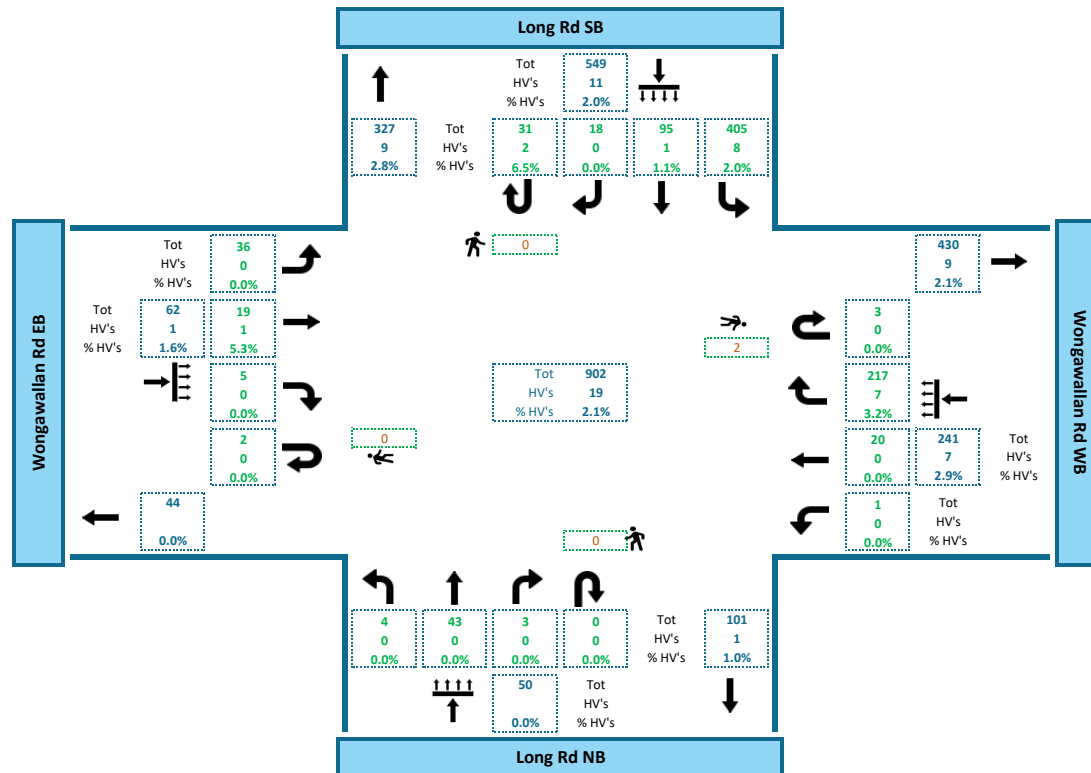 Long Rd SB
Tot 549
HV's 11
% HV's 2.0%
327 Tot 31 18 95 405
9 HV's 2 0 1 8
2.8% % HV's 6.5% 0.0% 1.1% 2.0%
Wongawallan Rd EB
Tot 36
HV's 0
% HV's 0.0%
0
430
9
2.1%
Tot 62 19
HV's 1 1
% HV's 1.6% 5.3%
3
0
0.0%
2
5
0
0.0%
Tot 902
HV's 19
% HV's 2.1%
217
7
3.2%
2
0
0.0%
0
20 241 Tot
0 7 HV's
0.0% 2.9% % HV's
44
0.0%
1 Tot
0 HV's
0.0% % HV's
Wongawallan Rd WB
0
4 43 3 0 Tot 101
0 0 0 0 HV's 1
0.0% 0.0% 0.0% 0.0% % HV's 1.0%
50 Tot
HV's
0.0% % HV's
Long Rd NB